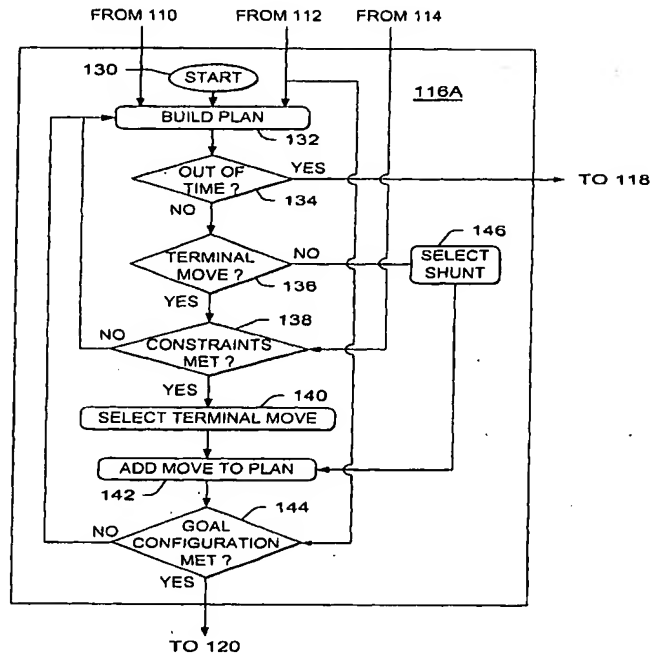 FROM 110
FROM 112
FROM 114
130
START
116A
BUILD PLAN
132
OUT OF
TIME ?
YES
134
TO 118
NO
TERMINAL
MOVE ?
NO
136
146
SELECT
SHUNT
YES
138
NO
CONSTRAINTS
MET ?
YES
140
SELECT TERMINAL MOVE
ADD MOVE TO PLAN
142
144
NO
GOAL
CONFIGURATION
MET ?
YES
TO 120